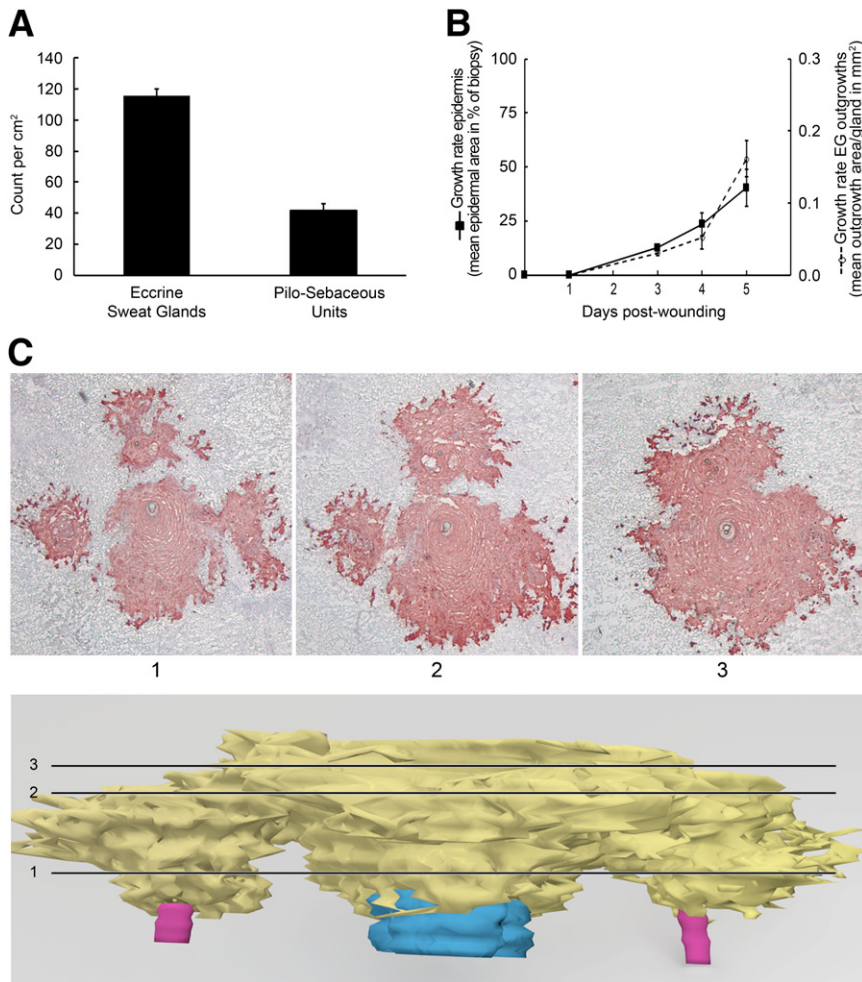 A
140
120
100
80
60
40
20
0
Count per cm²
Eccrine
Sweat Glands
Pilo-Sebaceous
Units
B
100
75
50
25
0
Growth rate epidermis
(mean epidermal area in % of biopsy)
0.3
0.2
0.1
0.0
Growth rate EG outgrowths
(mean outgrowth area/gland in mm²)
1 2 3 4 5
Days post-wounding
C
1 2 3
3
2
1